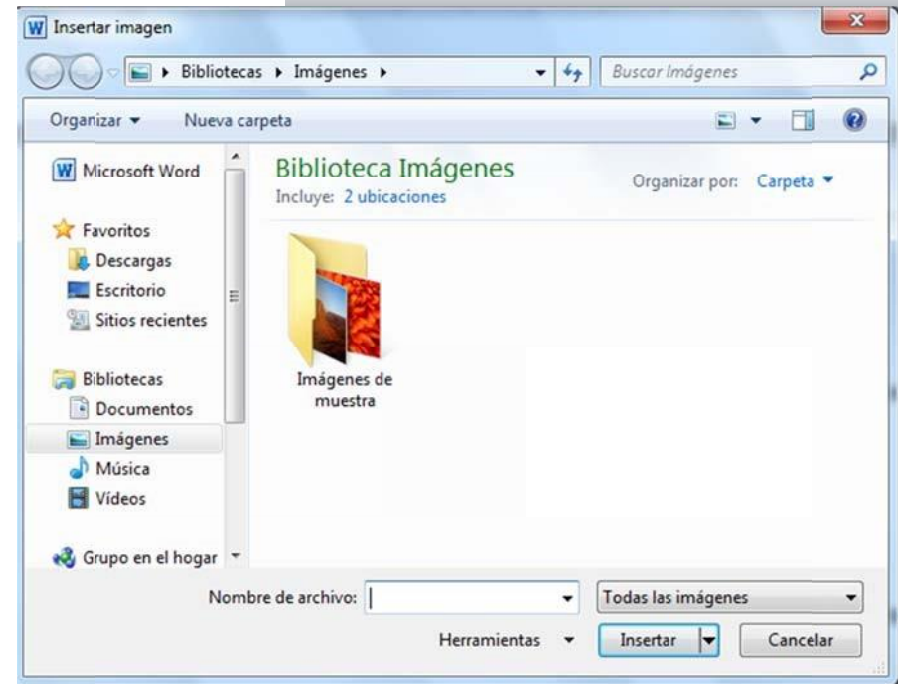 Insertar imagen
Bibliotecas Imágenes
Buscar imágenes
Organizar Nueva carpeta
Microsoft Word
Favoritos
Descargas
Escritorio
Sitios recientes
Bibliotecas
Documentos
Imágenes
Música
Vídeos
Grupo en el hogar
Biblioteca Imágenes
Incluye: 2 ubicaciones
Organizar por: Carpeta
Imágenes de
muestra
Nombre de archivo:
Todas las imágenes
Herramientas Insertar Cancelar